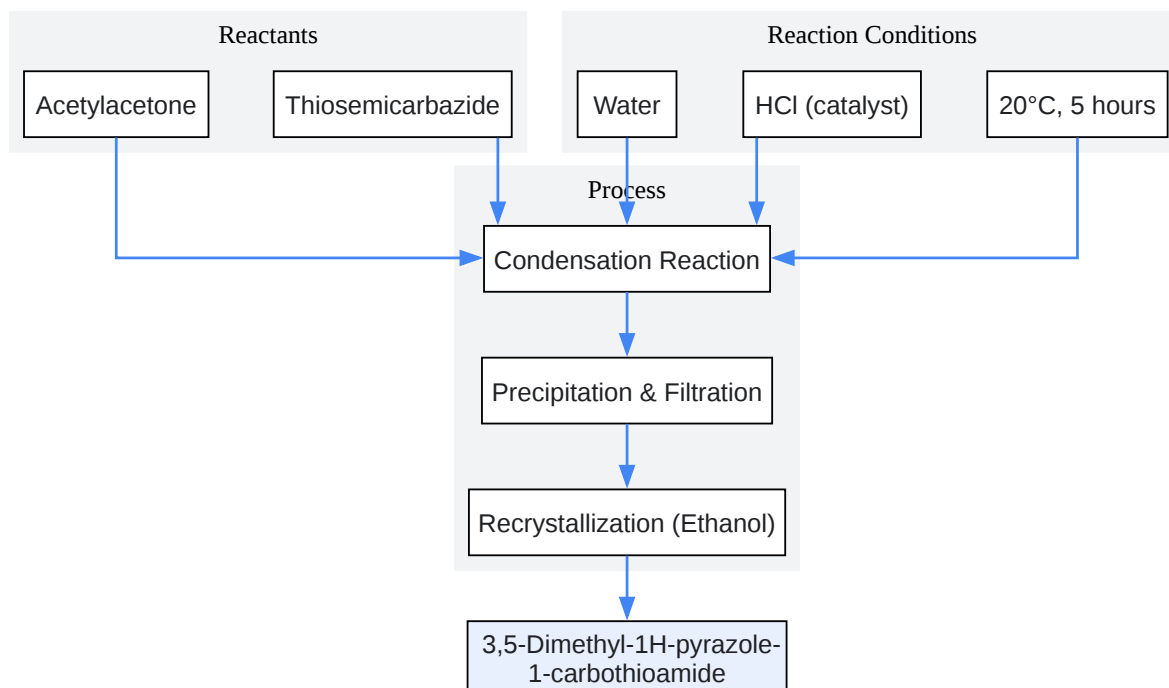 Reactants
Reaction Conditions
Acetylacetone
Thiosemicarbazide
Water
HCl (catalyst)
20°C, 5 hours
Process
Condensation Reaction
Precipitation & Filtration
Recrystallization (Ethanol)
3,5-Dimethyl-1H-pyrazole-
1-carbothioamide